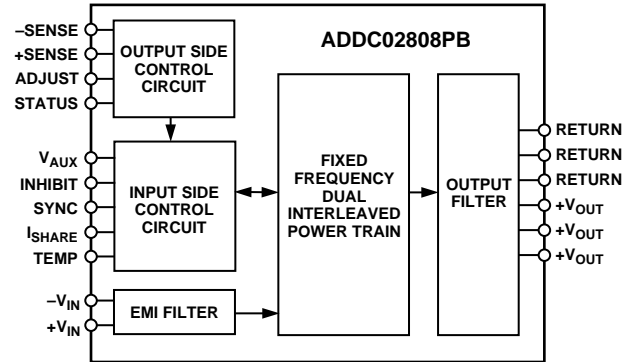 ADDC02808PB
–SENSE
+SENSE
ADJUST
STATUS
OUTPUT SIDE
CONTROL
CIRCUIT
VAUX
INHIBIT
SYNC
ISHARE
TEMP
INPUT SIDE
CONTROL
CIRCUIT
–VIN
+VIN
EMI FILTER
FIXED
FREQUENCY
DUAL
INTERLEAVED
POWER TRAIN
OUTPUT
FILTER
RETURN
RETURN
RETURN
+VOUT
+VOUT
+VOUT